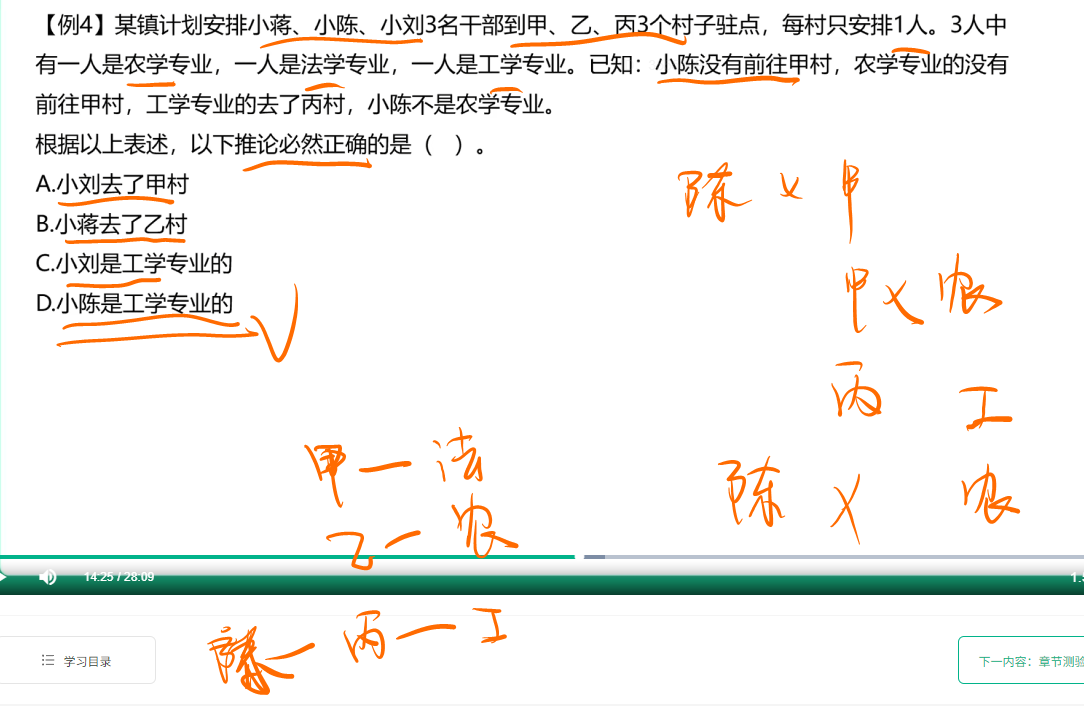 【例4】某镇计划安排小蒋、小陈、小刘3名干部到甲、乙、丙3个村子驻点，每村只安排1人。3人中
有一人是农学专业，一人是法学专业，一人是工学专业。已知：小陈没有前往甲村，农学专业的没有
前往甲村，工学专业的去了丙村，小陈不是农学专业。
根据以上表述，以下推论必然正确的是（　）。
A.小刘去了甲村
B.小蒋去了乙村
C.小刘是工学专业的
D.小陈是工学专业的
陈 × 甲
甲 × 农
丙 工
陈 × 农
甲 一 法
乙 一 农
陈 一 丙 一 工
14:25 / 28:09
1.5
学习目录
下一内容：章节测验